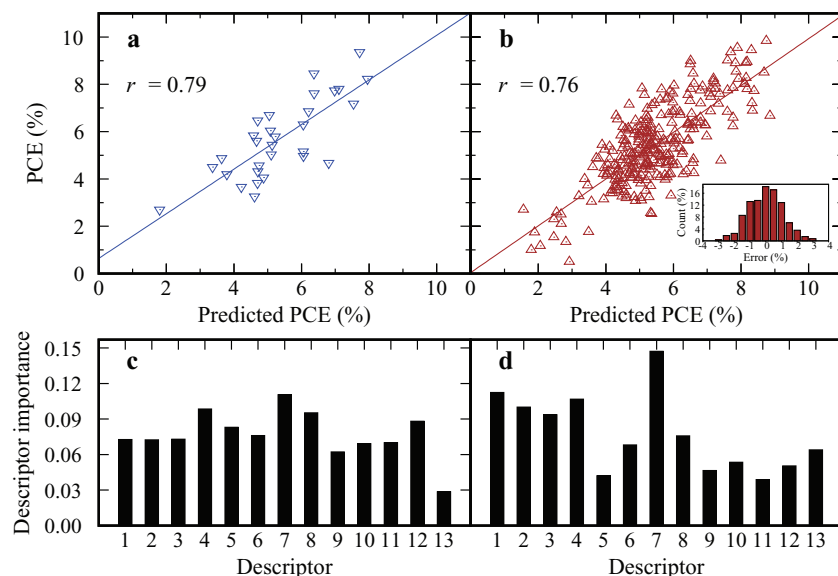 a
r = 0.79
b
r = 0.76
PCE (%)
10
8
6
4
2
0
0 2 4 6 8 10
Predicted PCE (%)
2 4 6 8 10
Predicted PCE (%)
Count (%)
16
12
8
4
0
-4 -3 -2 -1 0 1 2 3 4
Error (%)
c
d
Descriptor importance
0.15
0.12
0.09
0.06
0.03
0.00
1 2 3 4 5 6 7 8 9 10 11 12 13
Descriptor
1 2 3 4 5 6 7 8 9 10 11 12 13
Descriptor